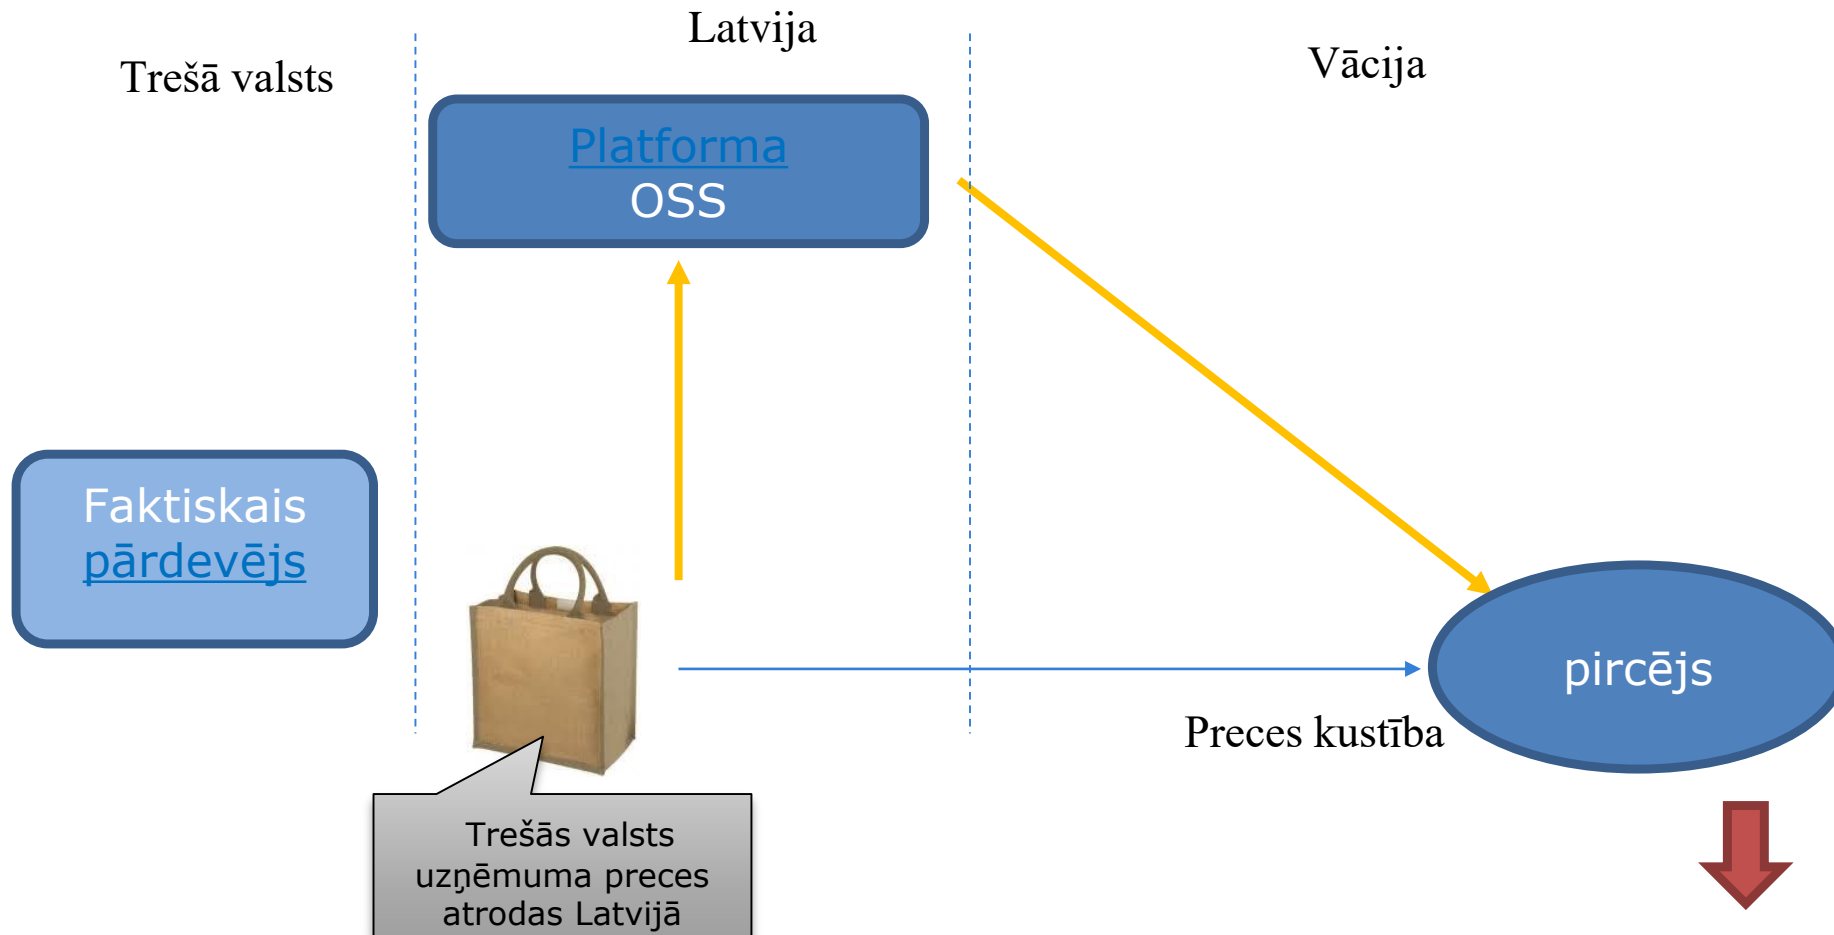 Latvija
Trešā valsts
Vācija
Platforma
OSS
Faktiskais
pārdevējs
pircējs
Preces kustība
Trešās valsts
uzņēmuma preces
atrodas Latvijā